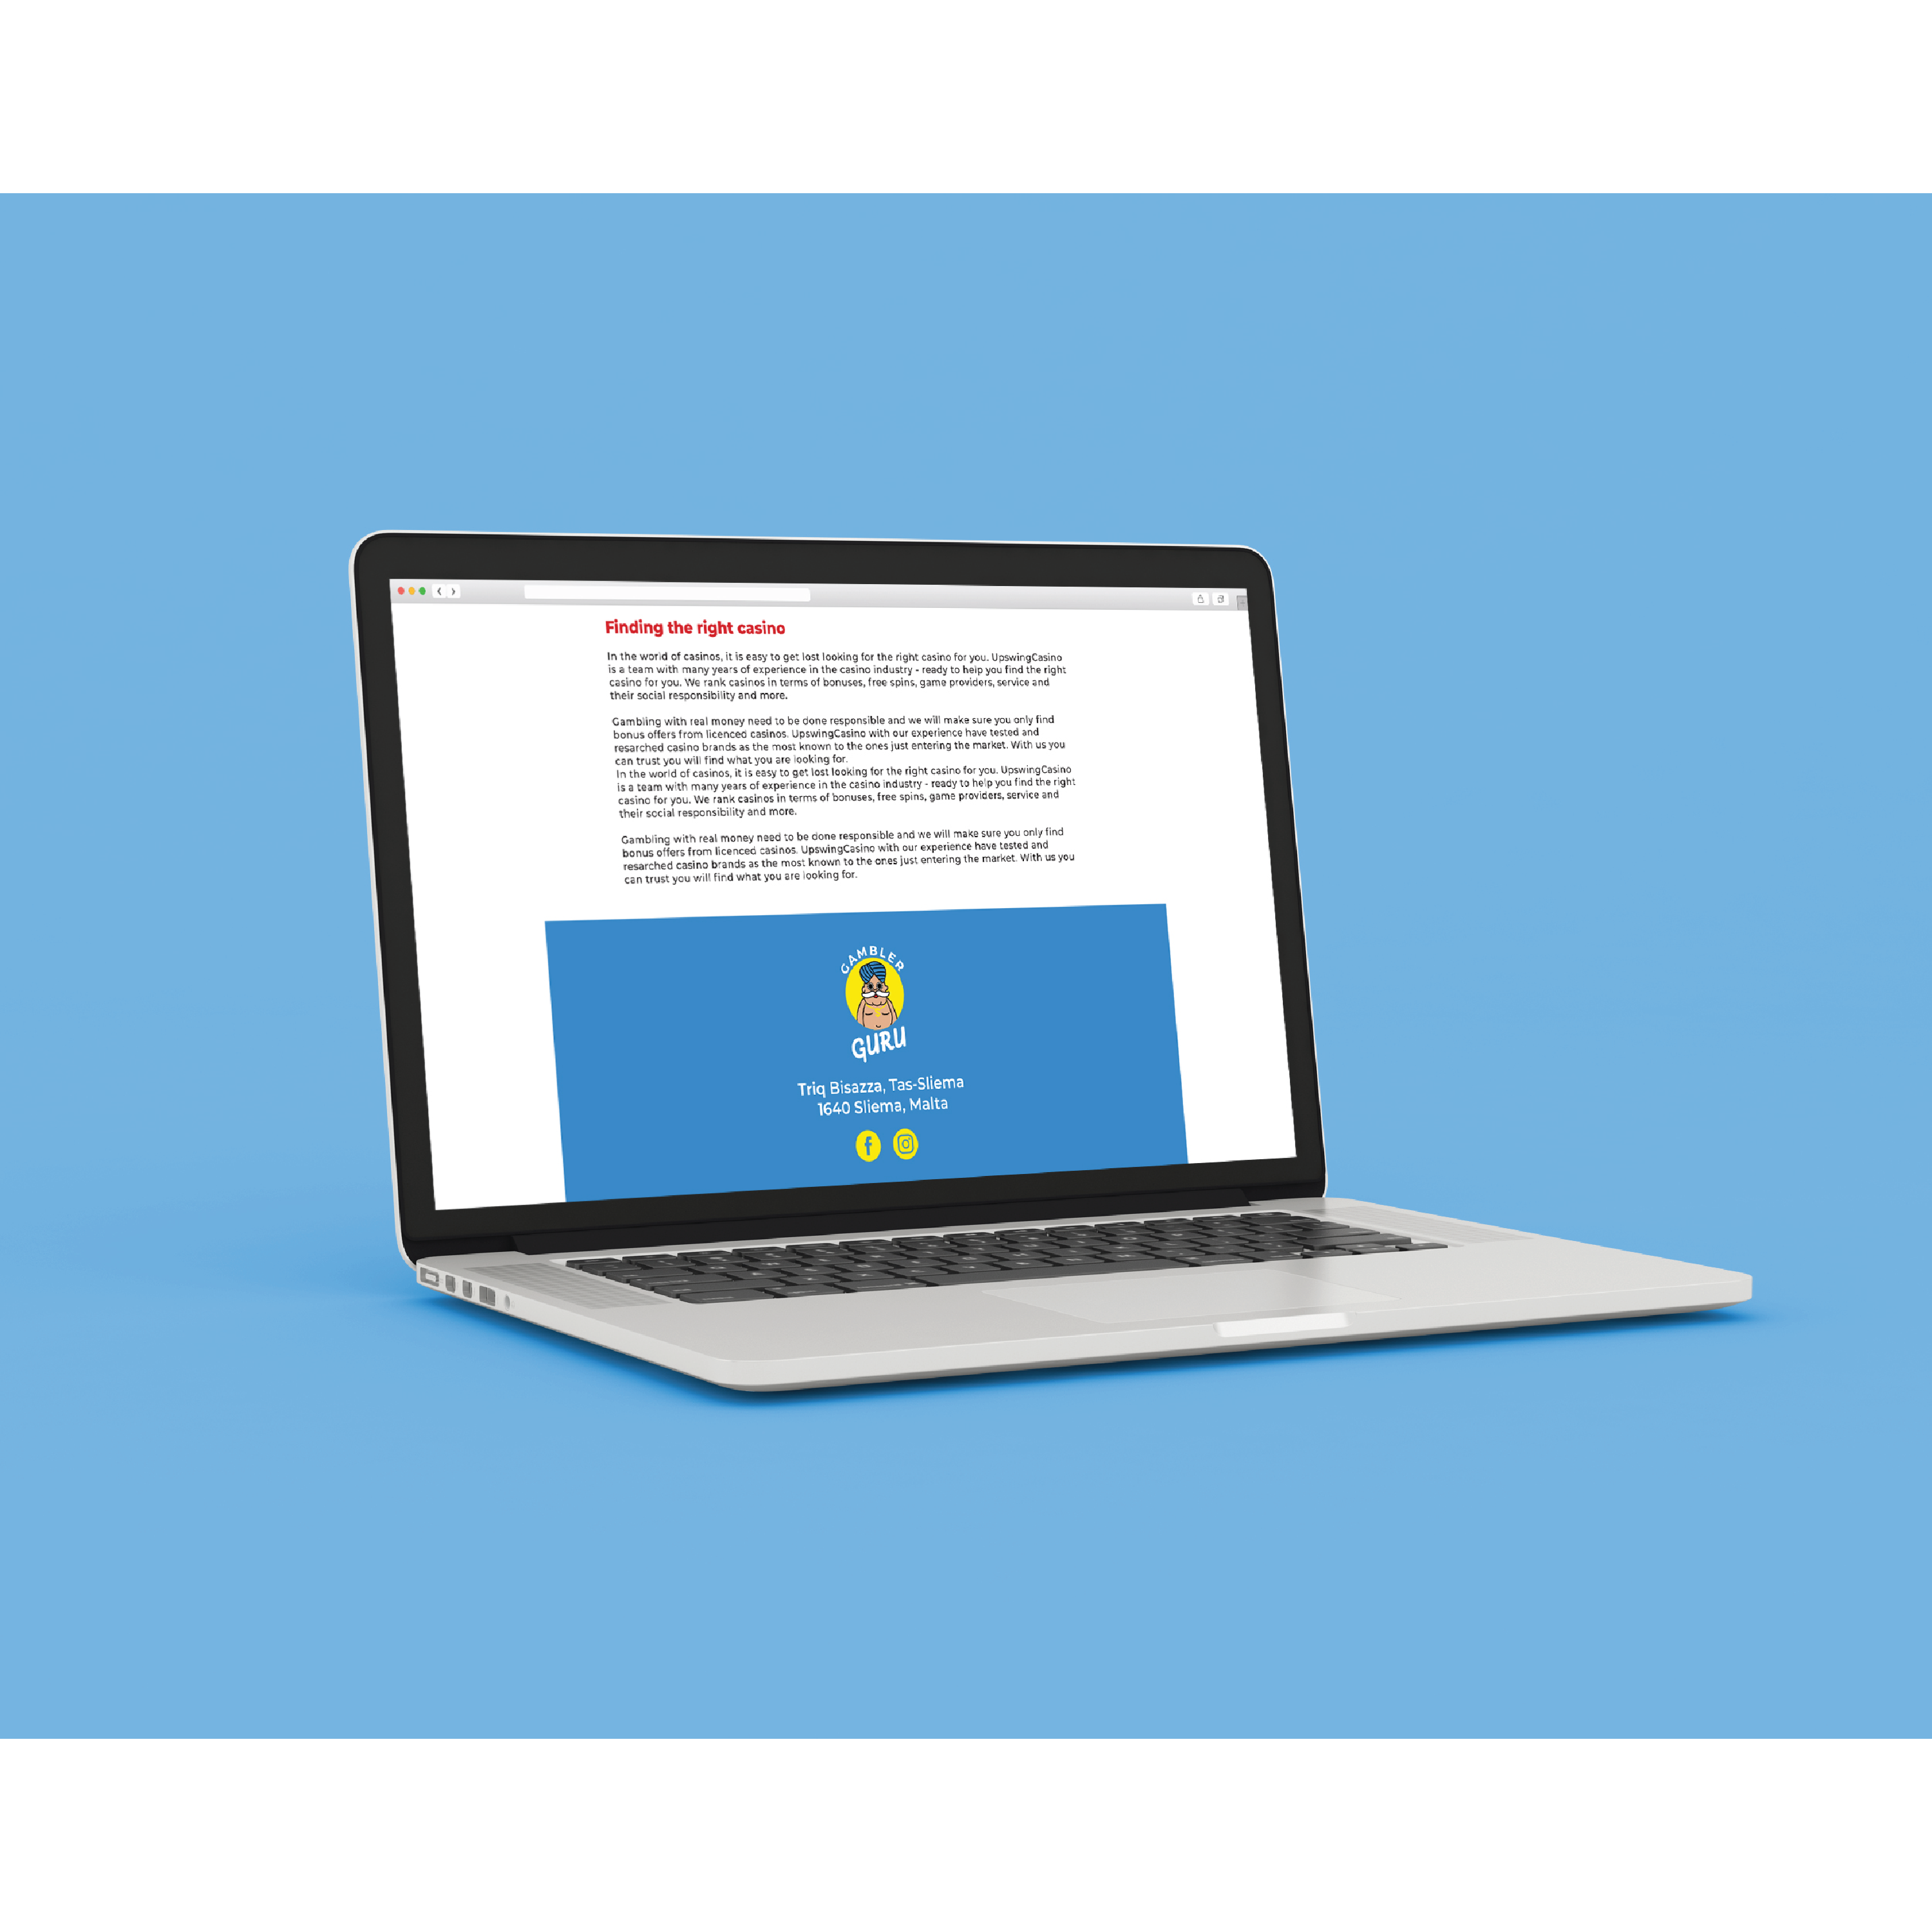 Finding the right casino
In the world of casinos, it is easy to get lost looking for the right casino for you. UpswingCasino
is a team with many years of experience in the casino industry - ready to help you find the right
casino for you. We rank casinos in terms of bonuses, free spins, game providers, service and
their social responsibility and more.
Gambling with real money need to be done responsible and we will make sure you only find
bonus offers from licenced casinos. UpswingCasino with our experience have tested and
resarched casino brands as the most known to the ones just entering the market. With us you
can trust you will find what you are looking for.
In the world of casinos, it is easy to get lost looking for the right casino for you. UpswingCasino
is a team with many years of experience in the casino industry - ready to help you find the right
casino for you. We rank casinos in terms of bonuses, free spins, game providers, service and
their social responsibility and more.
Gambling with real money need to be done responsible and we will make sure you only find
bonus offers from licenced casinos. UpswingCasino with our experience have tested and
resarched casino brands as the most known to the ones just entering the market. With us you
can trust you will find what you are looking for.
GAMBLER
GURU
Triq Bisazza, Tas-Sliema
1640 Sliema, Malta